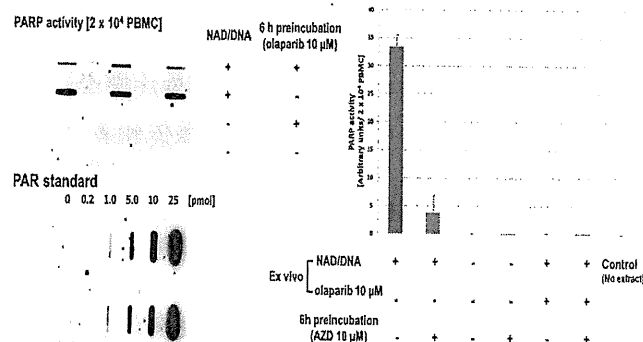 PARP activity [2 x 10⁴ PBMC]
NAD/DNA
6 h preincubation
(olaparib 10 µM)
+ +
+ -
- +
- -
PAR standard
0 0.2 1.0 5.0 10 25 [pmol]
PARP activity
[Arbitrary units/ 2 x 10⁴ PBMC]
40
35
30
25
20
15
10
5
0
Ex vivo
NAD/DNA
+ + - - + +
olaparib 10 µM
- - - - + +
Control
(No extract)
6h preincubation
(AZD 10 µM)
- + - + - +